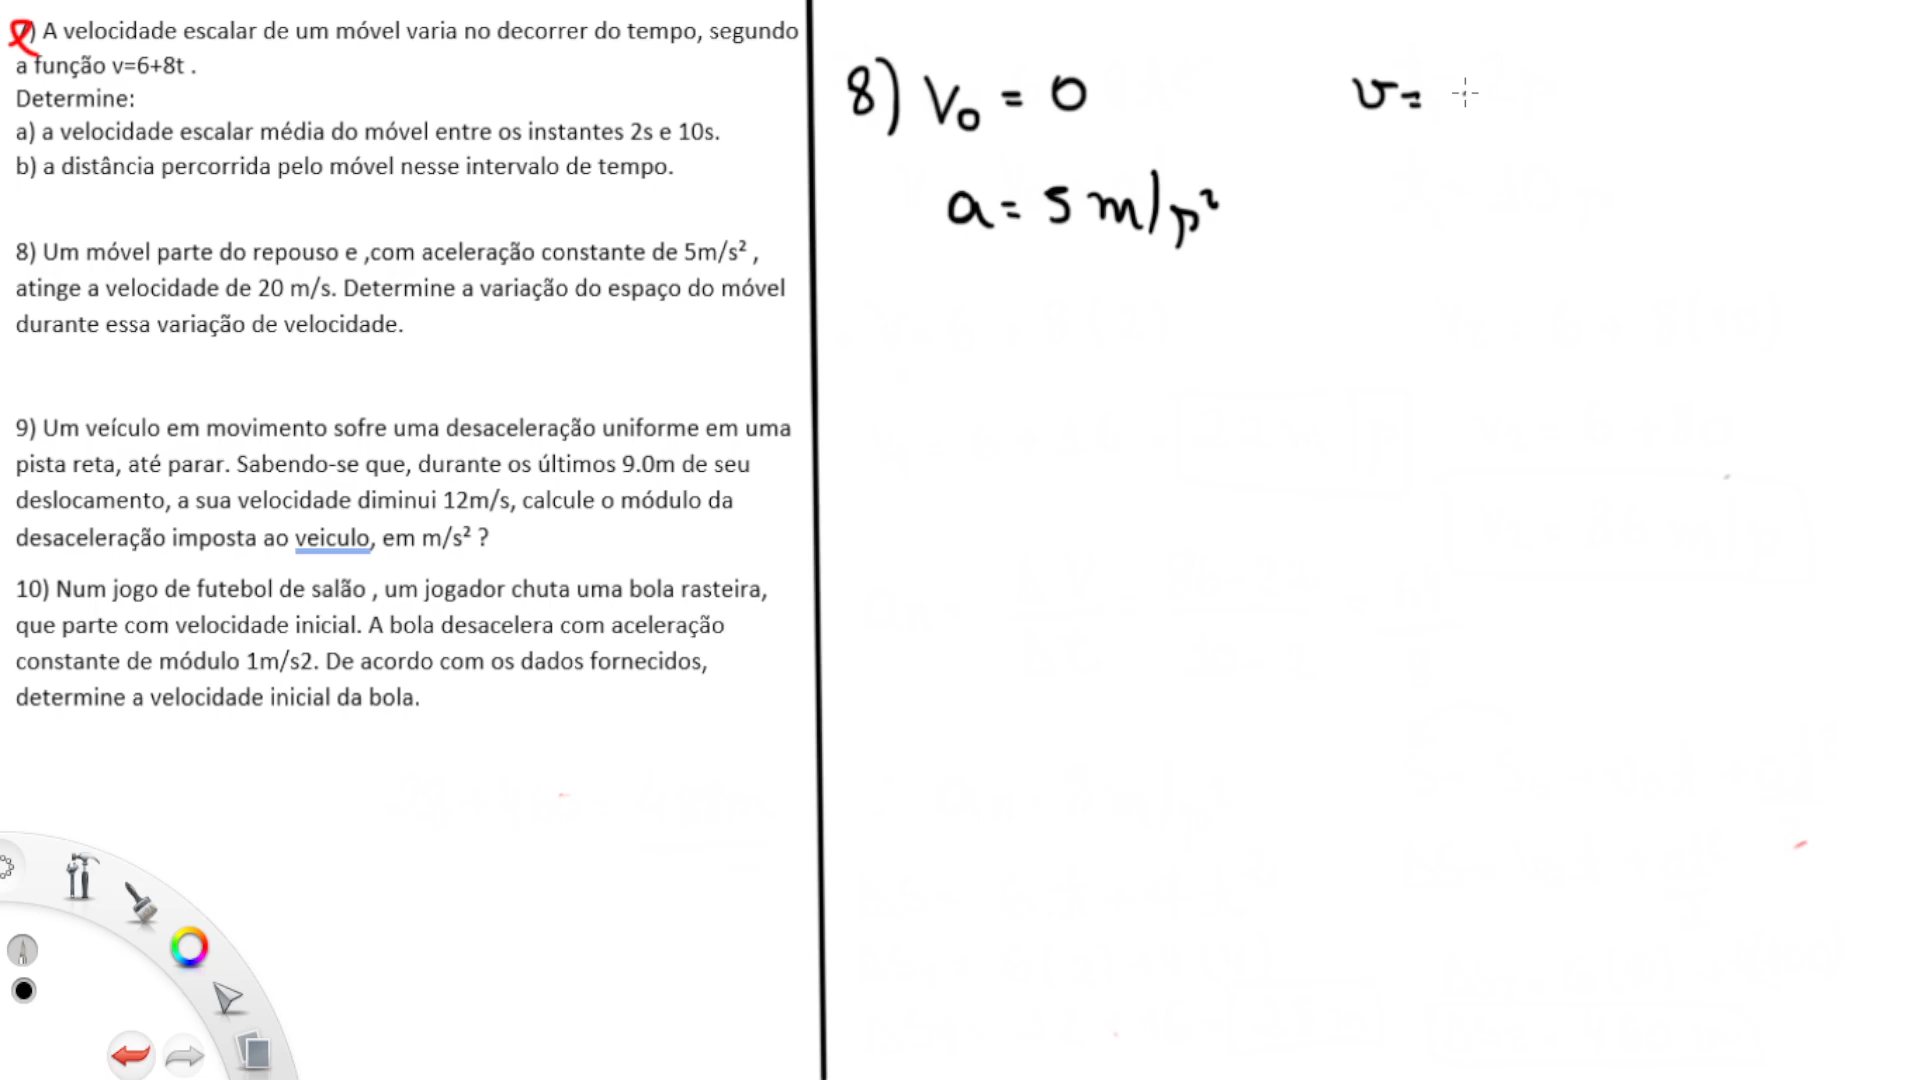 7) A velocidade escalar de um móvel varia no decorrer do tempo, segundo
a função v=6+8t .
Determine:
a) a velocidade escalar média do móvel entre os instantes 2s e 10s.
b) a distância percorrida pelo móvel nesse intervalo de tempo.
8) Um móvel parte do repouso e ,com aceleração constante de 5m/s² ,
atinge a velocidade de 20 m/s. Determine a variação do espaço do móvel
durante essa variação de velocidade.
9) Um veículo em movimento sofre uma desaceleração uniforme em uma
pista reta, até parar. Sabendo-se que, durante os últimos 9.0m de seu
deslocamento, a sua velocidade diminui 12m/s, calcule o módulo da
desaceleração imposta ao veiculo, em m/s² ?
10) Num jogo de futebol de salão , um jogador chuta uma bola rasteira,
que parte com velocidade inicial. A bola desacelera com aceleração
constante de módulo 1m/s2. De acordo com os dados fornecidos,
determine a velocidade inicial da bola.
8) V₀ = 0
v=
a = 5 m/s²